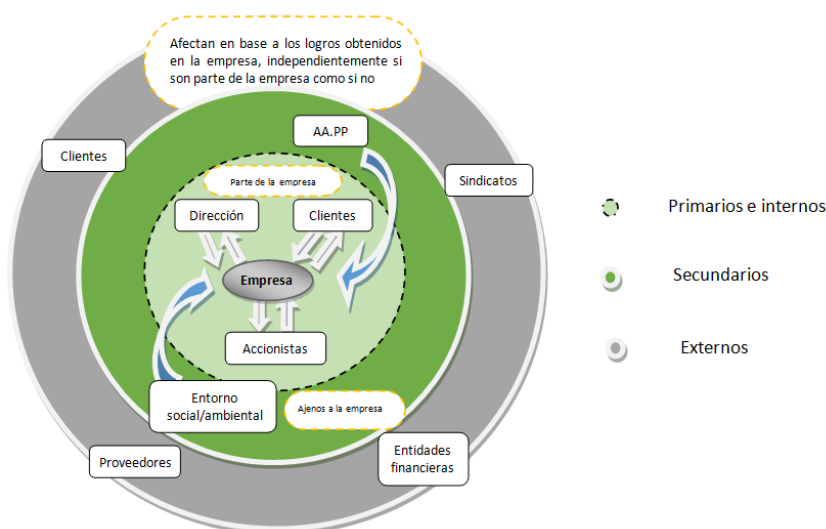 Afectan en base a los logros obtenidos
en la empresa, independientemente si
son parte de la empresa como si no
AA.PP
Clientes
Sindicatos
Parte de la empresa
Dirección
Clientes
Empresa
Accionistas
Entorno
social/ambiental
Ajenos a la empresa
Proveedores
Entidades
financieras
Primarios e internos
Secundarios
Externos